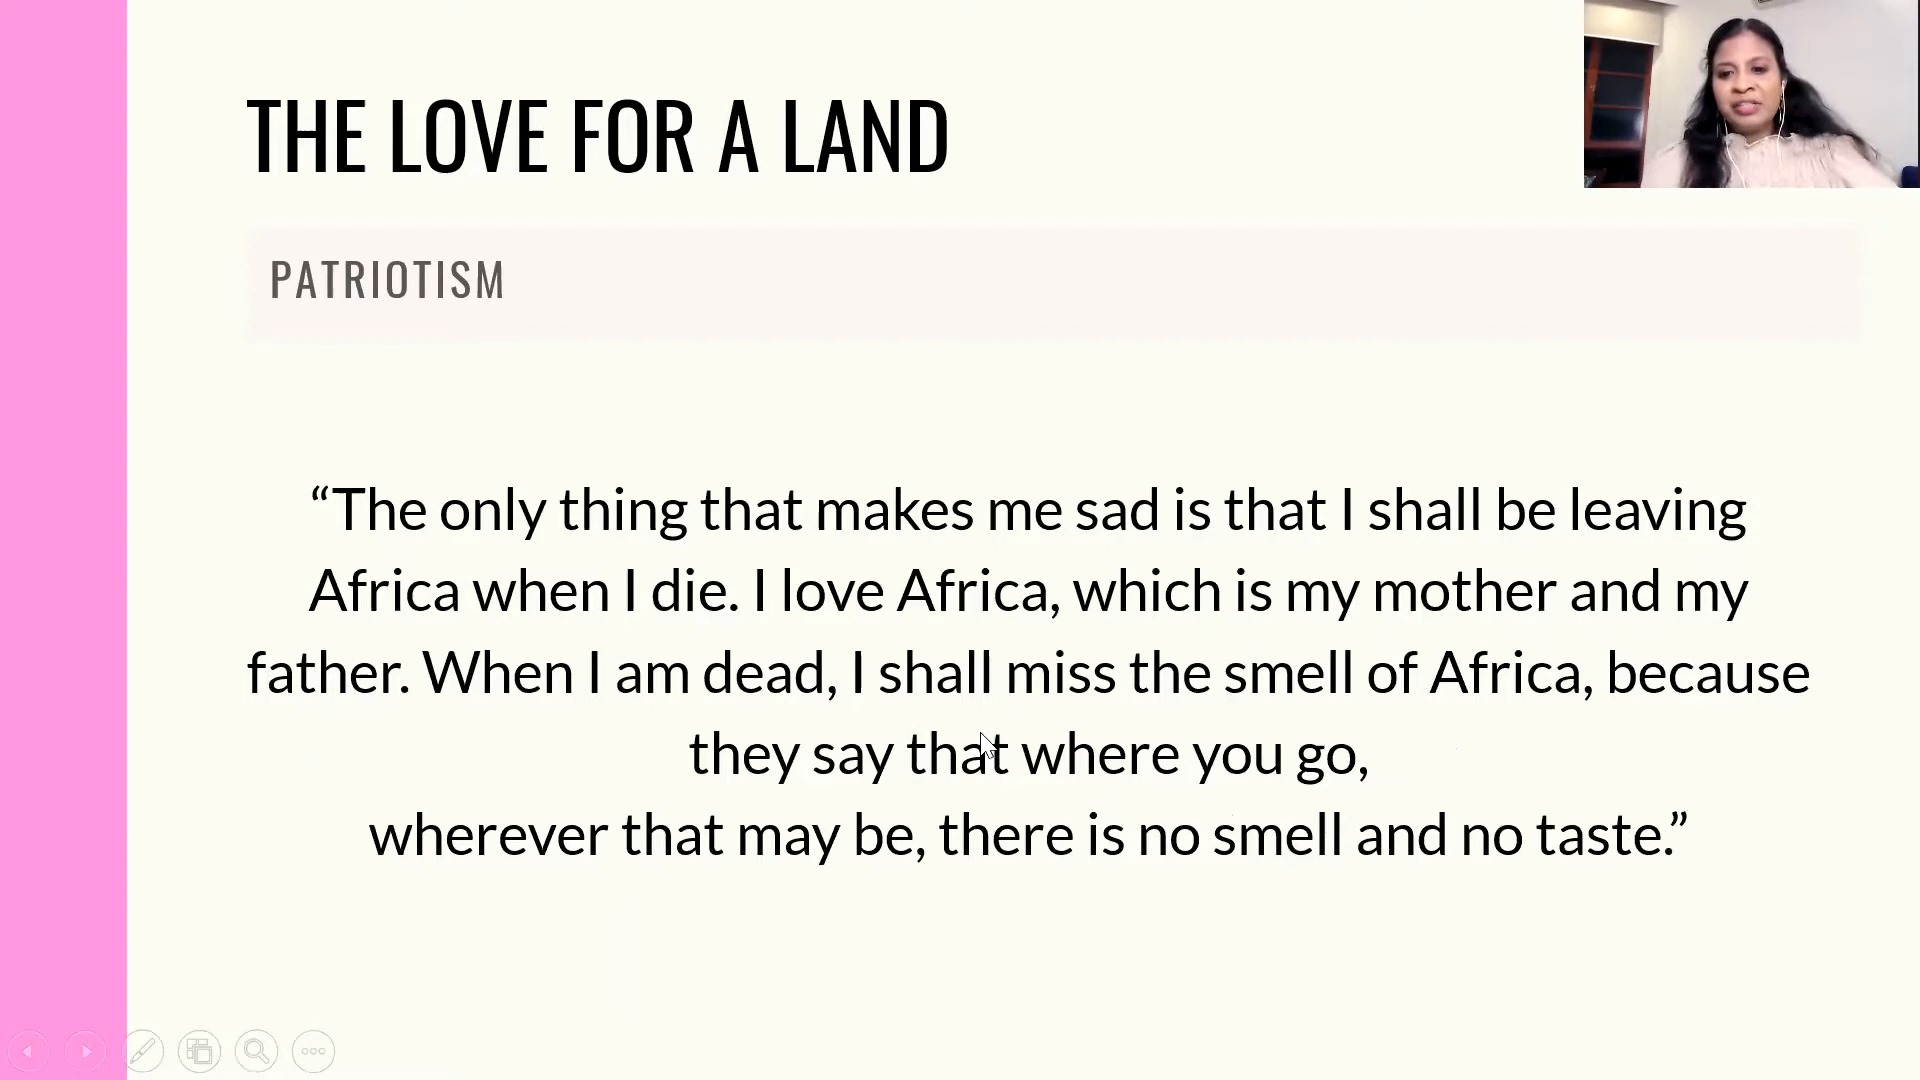 THE LOVE FOR A LAND
PATRIOTISM
“The only thing that makes me sad is that I shall be leaving
Africa when I die. I love Africa, which is my mother and my
father. When I am dead, I shall miss the smell of Africa, because
they say that where you go,
wherever that may be, there is no smell and no taste.”